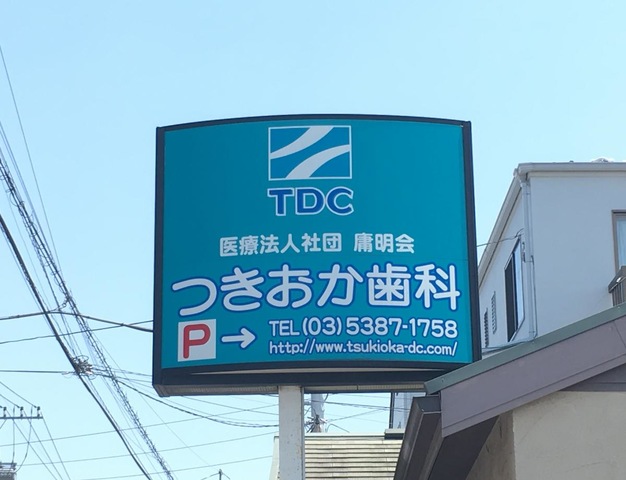 TDC
医療法人社団 庸明会
つきおか歯科
P → TEL (03) 5387-1758
http://www.tsukioka-dc.com/